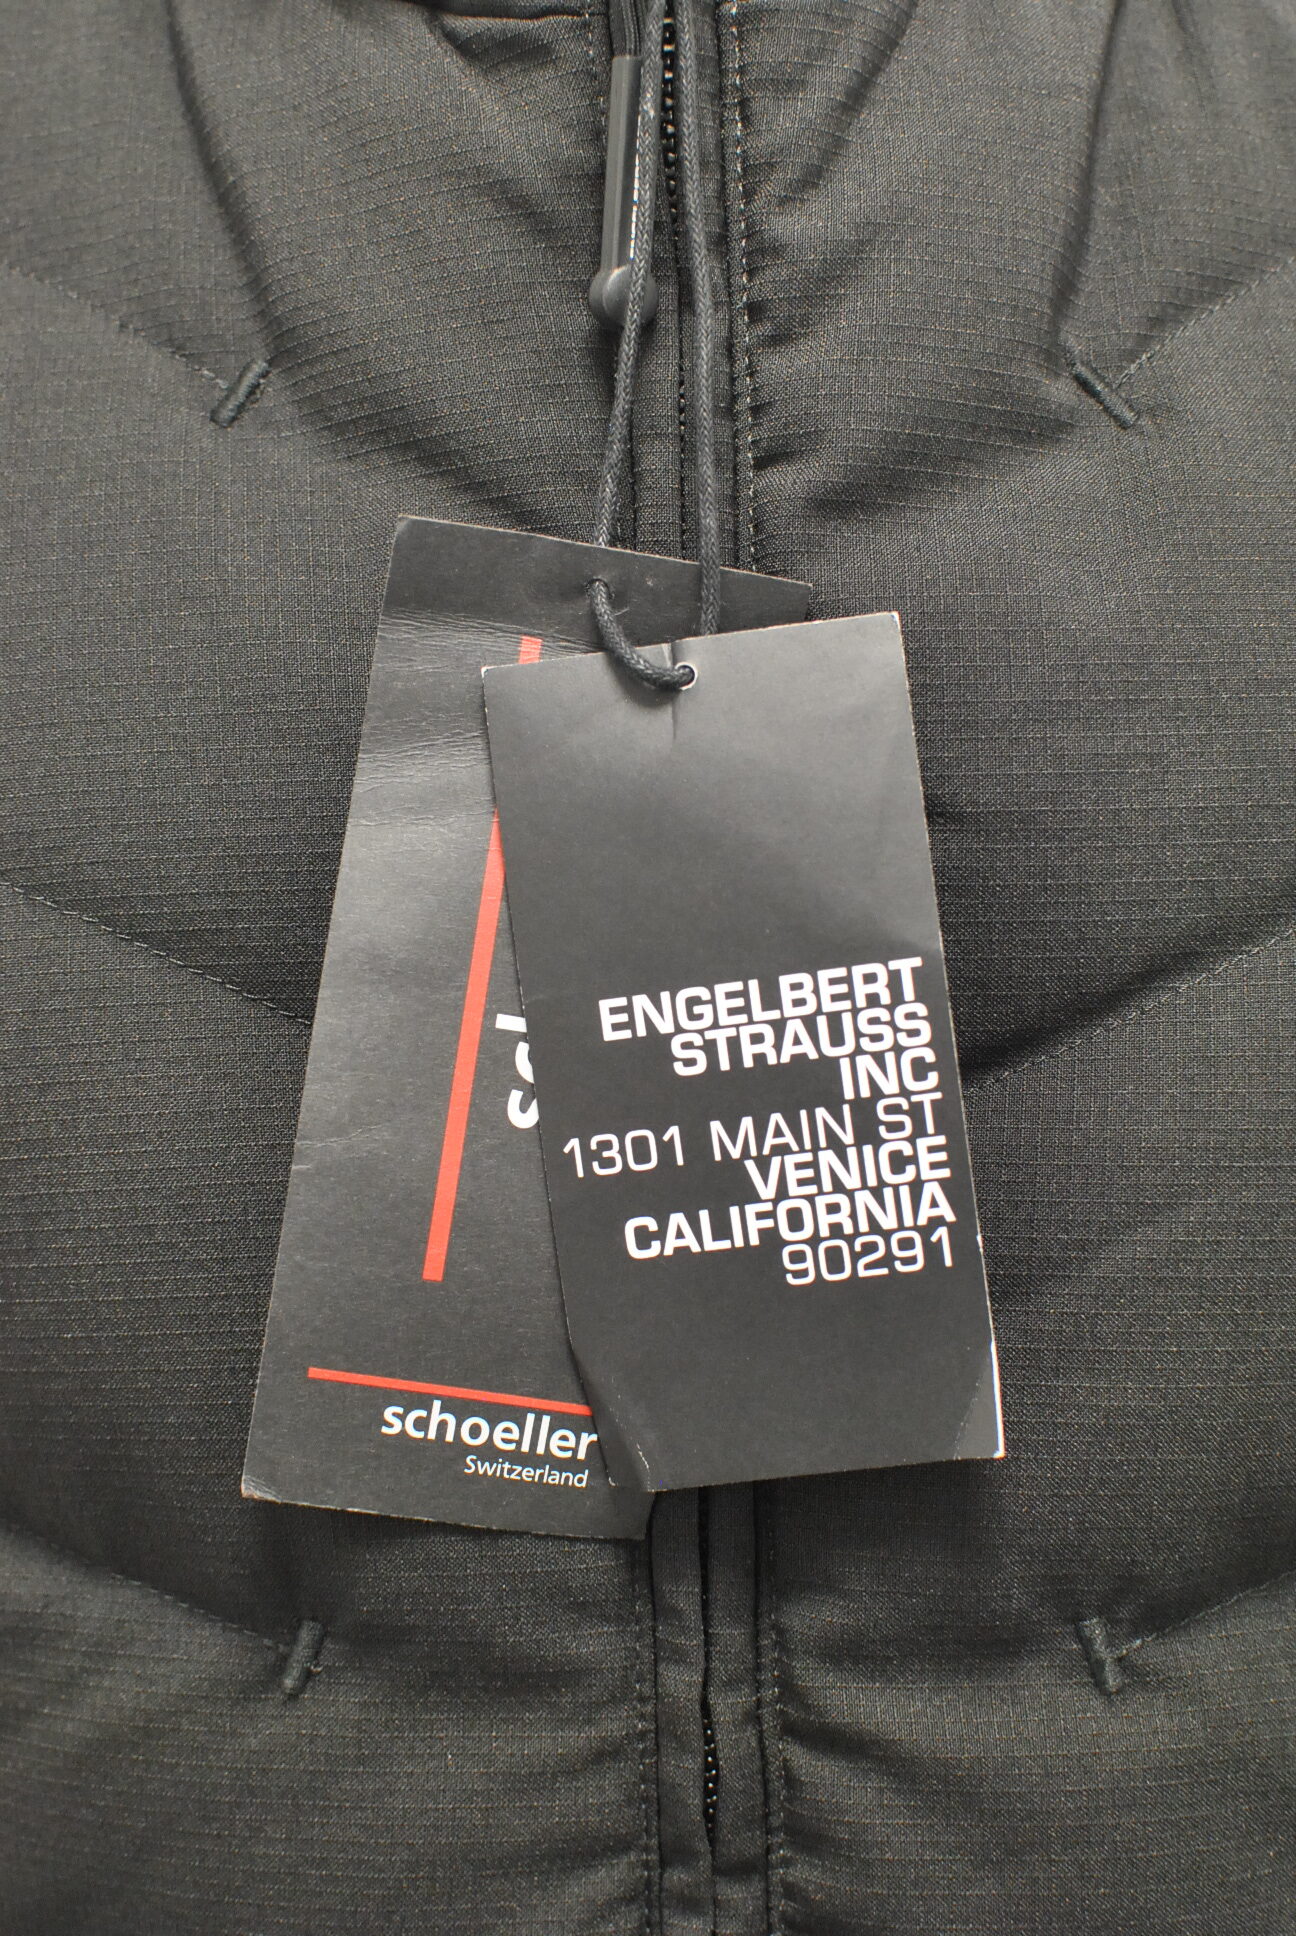 ENGELBERT
STRAUSS
INC
1301 MAIN ST
VENICE
CALIFORNIA
90291
schoeller
Switzerland